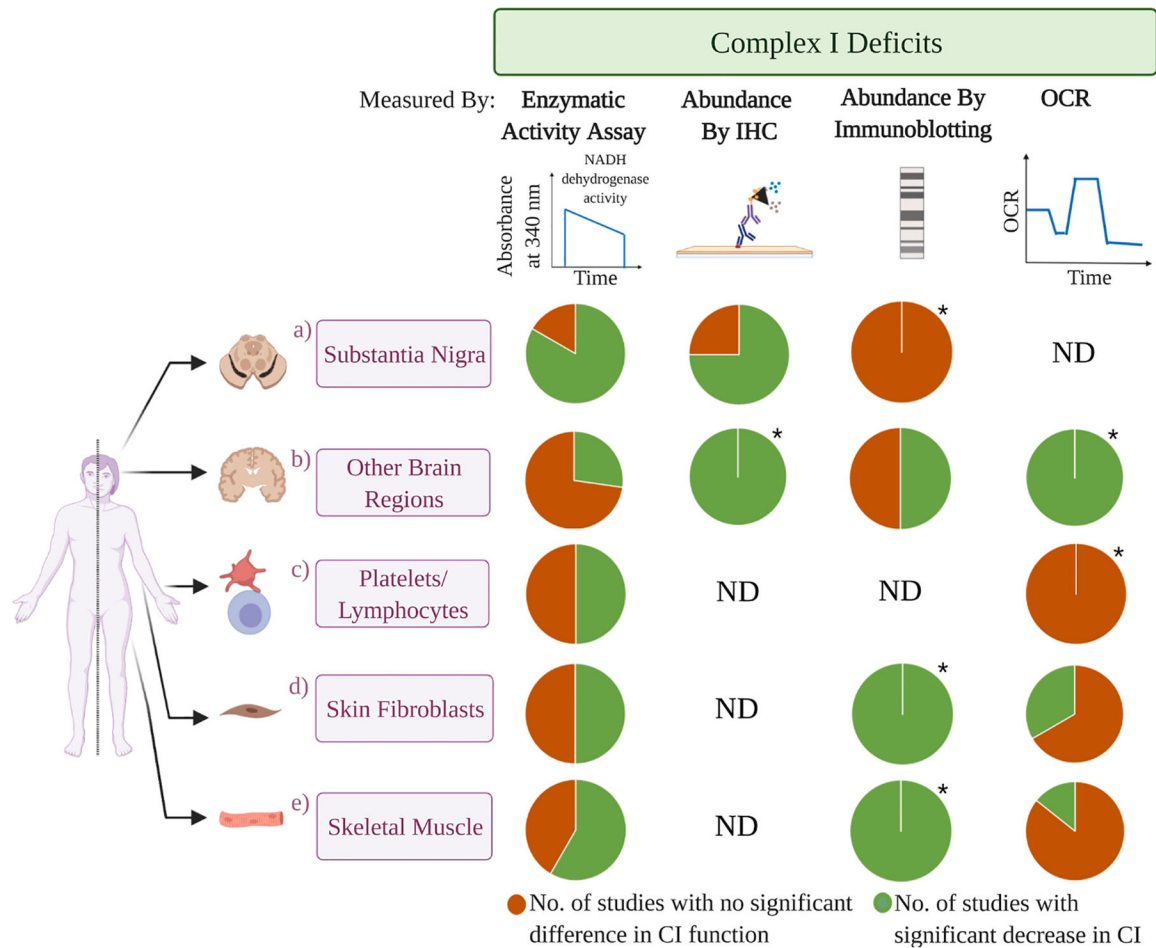 Complex I Deficits
Measured By:
Enzymatic
Activity Assay
Abundance
By IHC
Abundance By
Immunoblotting
OCR
NADH
dehydrogenase
activity
Absorbance
at 340 nm
Time
OCR
Time
a)
Substantia Nigra
*
ND
b)
Other Brain
Regions
*
*
c)
Platelets/
Lymphocytes
ND
ND
*
d)
Skin Fibroblasts
ND
*
e)
Skeletal Muscle
ND
*
No. of studies with no significant
difference in CI function
No. of studies with
significant decrease in CI